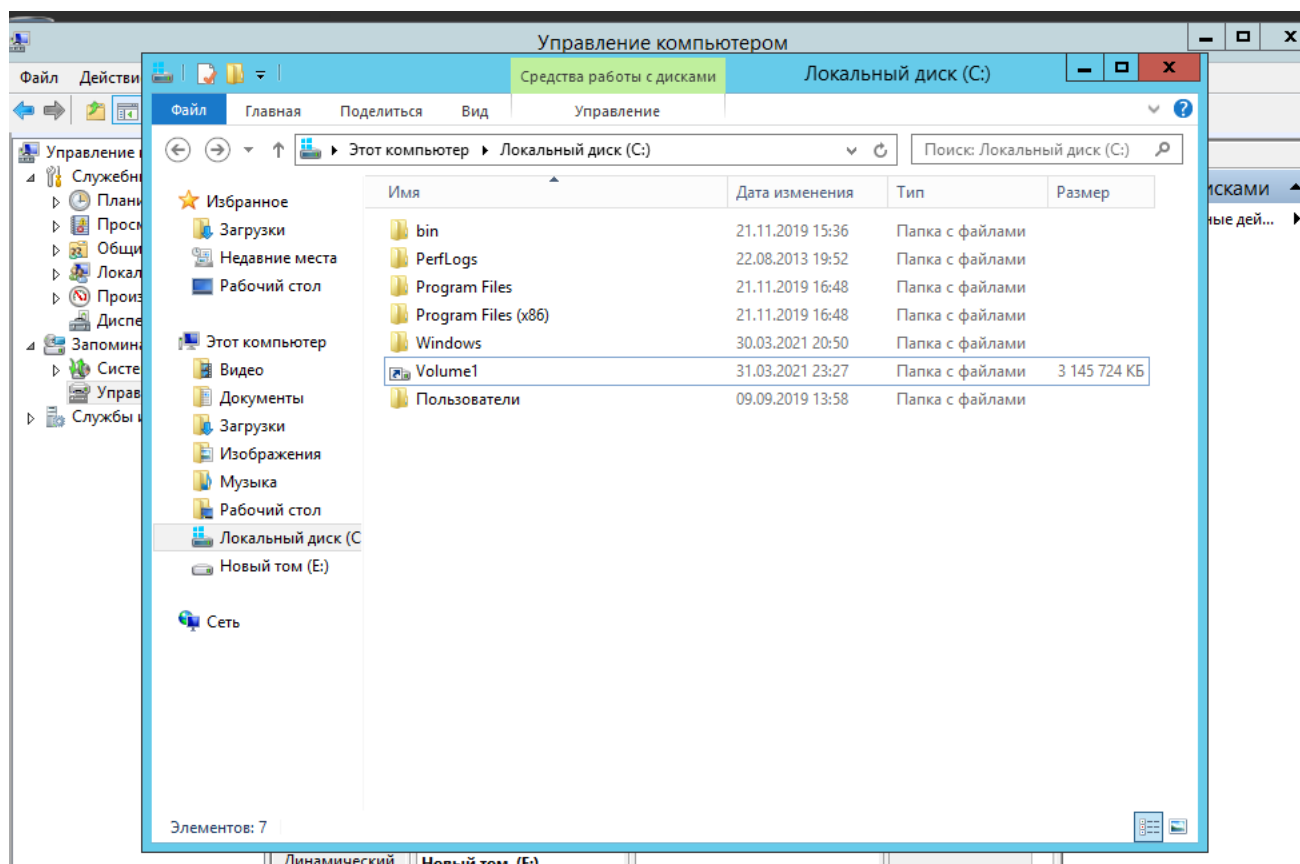 Управление компьютером
Файл Действи
Средства работы с дисками
Локальный диск (C:)
Файл Главная Поделиться Вид Управление
Этот компьютер Локальный диск (C:)
Поиск: Локальный диск (C:)
Управление
Служебн
План
Просм
Общи
Локал
Произ
Диспе
Запомина
Систе
Управ
Службы и
Избранное
Загрузки
Недавние места
Рабочий стол
Этот компьютер
Видео
Документы
Загрузки
Изображения
Музыка
Рабочий стол
Локальный диск (C
Новый том (E:)
Сеть
Имя Дата изменения Тип Размер
bin 21.11.2019 15:36 Папка с файлами
PerfLogs 22.08.2013 19:52 Папка с файлами
Program Files 21.11.2019 16:48 Папка с файлами
Program Files (x86) 21.11.2019 16:48 Папка с файлами
Windows 30.03.2021 20:50 Папка с файлами
Volume1 31.03.2021 23:27 Папка с файлами 3 145 724 КБ
Пользователи 09.09.2019 13:58 Папка с файлами
исками
ные дей...
Элементов: 7
Динамический Новый том (E:)